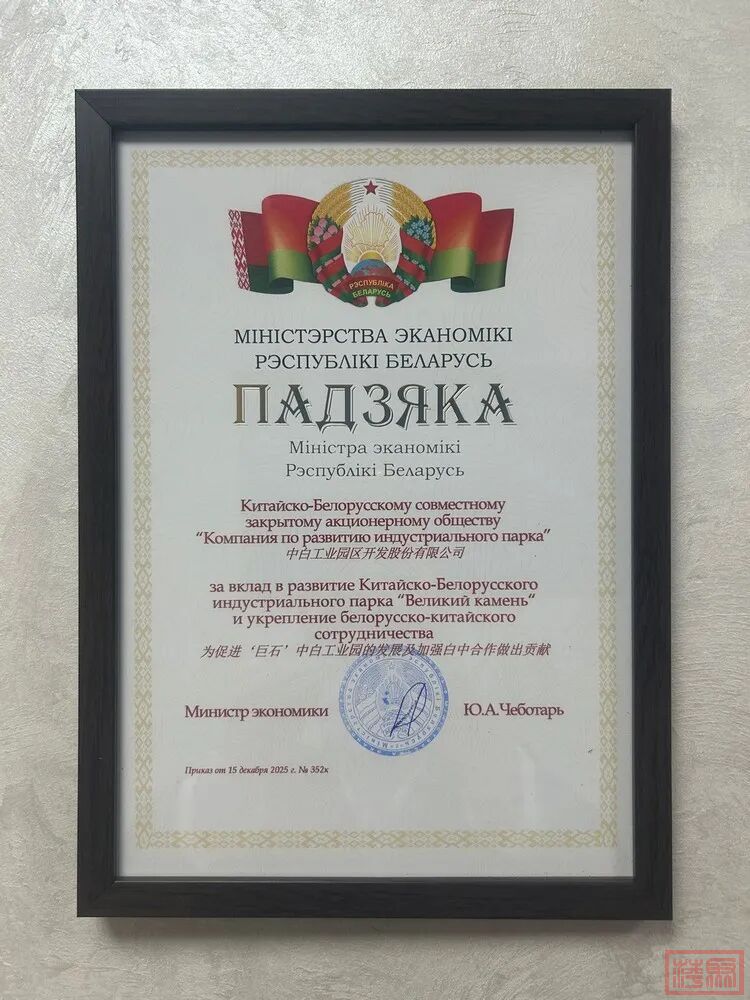 РЭСПУБЛІКА
БЕЛАРУСЬ
МІНІСТЭРСТВА ЭКАНОМІКІ
РЭСПУБЛІКІ БЕЛАРУСЬ
ПАДЗЯКА
Міністра эканомікі
Рэспублікі Беларусь
Китайско-Белорусскому совместному
закрытому акционерному обществу
“Компания по развитию индустриального парка”
中白工业园区开发股份有限公司
за вклад в развитие Китайско-Белорусского
индустриального парка “Великий камень“
и укрепление белорусско-китайского
сотрудничества
为促进‘巨石’中白工业园的发展及加强白中合作做出贡献
Министр экономики
Ю.А.Чеботарь
Приказ от 15 декабря 2025 г. № 352к